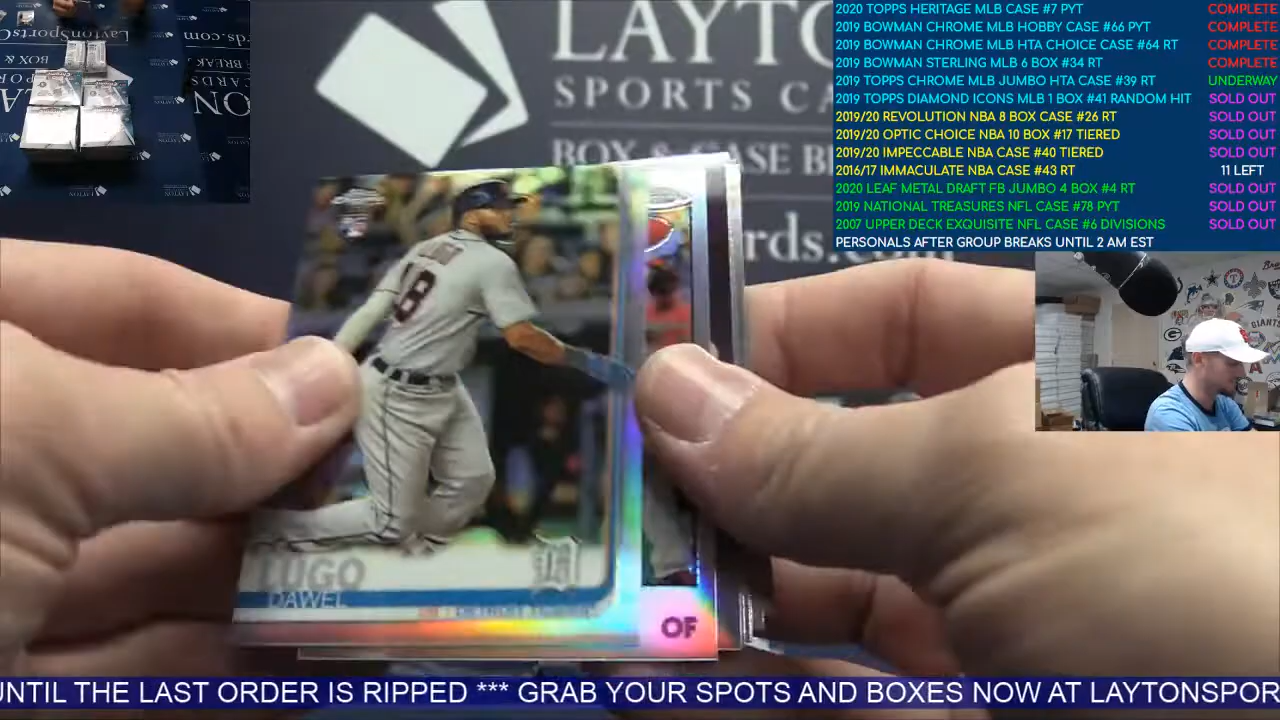 2020 TOPPS HERITAGE MLB CASE #7 PYT COMPLETE
2019 BOWMAN CHROME MLB HOBBY CASE #66 PYT COMPLETE
2019 BOWMAN CHROME MLB HTA CHOICE CASE #64 RT COMPLETE
2019 BOWMAN STERLING MLB 6 BOX #34 RT COMPLETE
2019 TOPPS CHROME MLB JUMBO HTA CASE #39 RT UNDERWAY
2019 TOPPS DIAMOND ICONS MLB 1 BOX #41 RANDOM HIT SOLD OUT
2019/20 REVOLUTION NBA 8 BOX CASE #26 RT SOLD OUT
2019/20 OPTIC CHOICE NBA 10 BOX #17 TIERED SOLD OUT
2019/20 IMPECCABLE NBA CASE #40 TIERED SOLD OUT
2016/17 IMMACULATE NBA CASE #43 RT 11 LEFT
2020 LEAF METAL DRAFT FB JUMBO 4 BOX #4 RT SOLD OUT
2019 NATIONAL TREASURES NFL CASE #78 PYT SOLD OUT
2007 UPPER DECK EXQUISITE NFL CASE #6 DIVISIONS SOLD OUT
PERSONALS AFTER GROUP BREAKS UNTIL 2 AM EST
LAYTO
SPORTS CA
BOX & CASE B
rds.com
18
LUGO
DAWEL
D
OF
GIANTS
UNTIL THE LAST ORDER IS RIPPED *** GRAB YOUR SPOTS AND BOXES NOW AT LAYTONSPOR